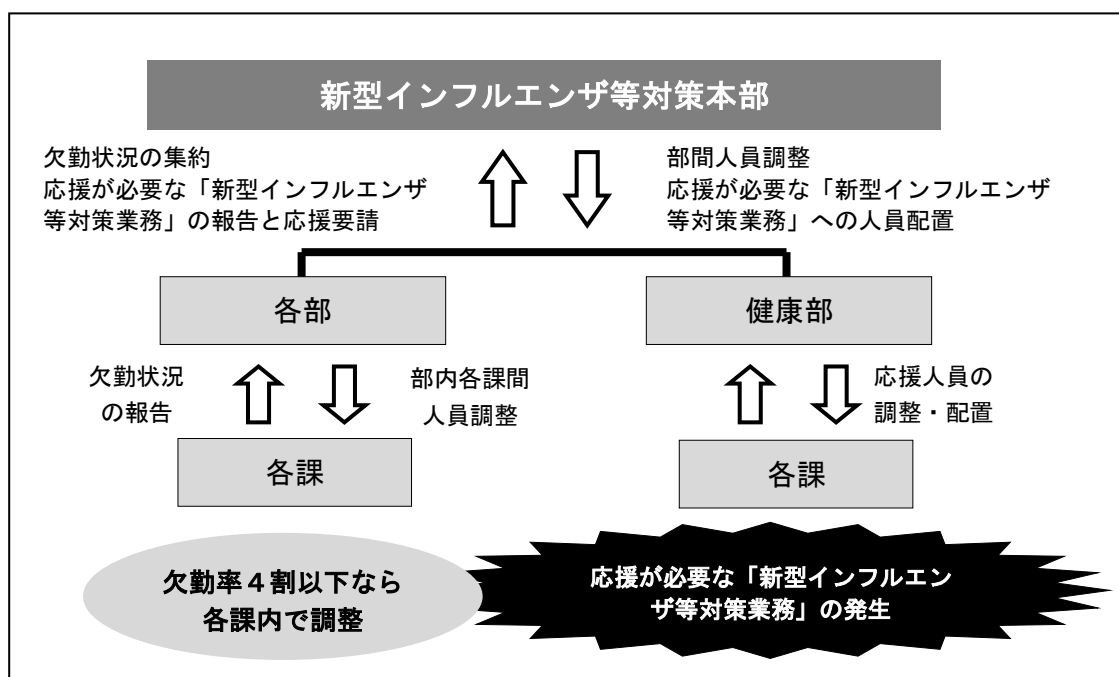 新型インフルエンザ等対策本部
欠勤状況の集約
応援が必要な「新型インフルエンザ
等対策業務」の報告と応援要請
部間人員調整
応援が必要な「新型インフルエンザ
等対策業務」への人員配置
各部
健康部
欠勤状況
の報告
部内各課間
人員調整
応援人員の
調整・配置
各課
各課
欠勤率４割以下なら
各課内で調整
応援が必要な「新型インフルエン
ザ等対策業務」の発生